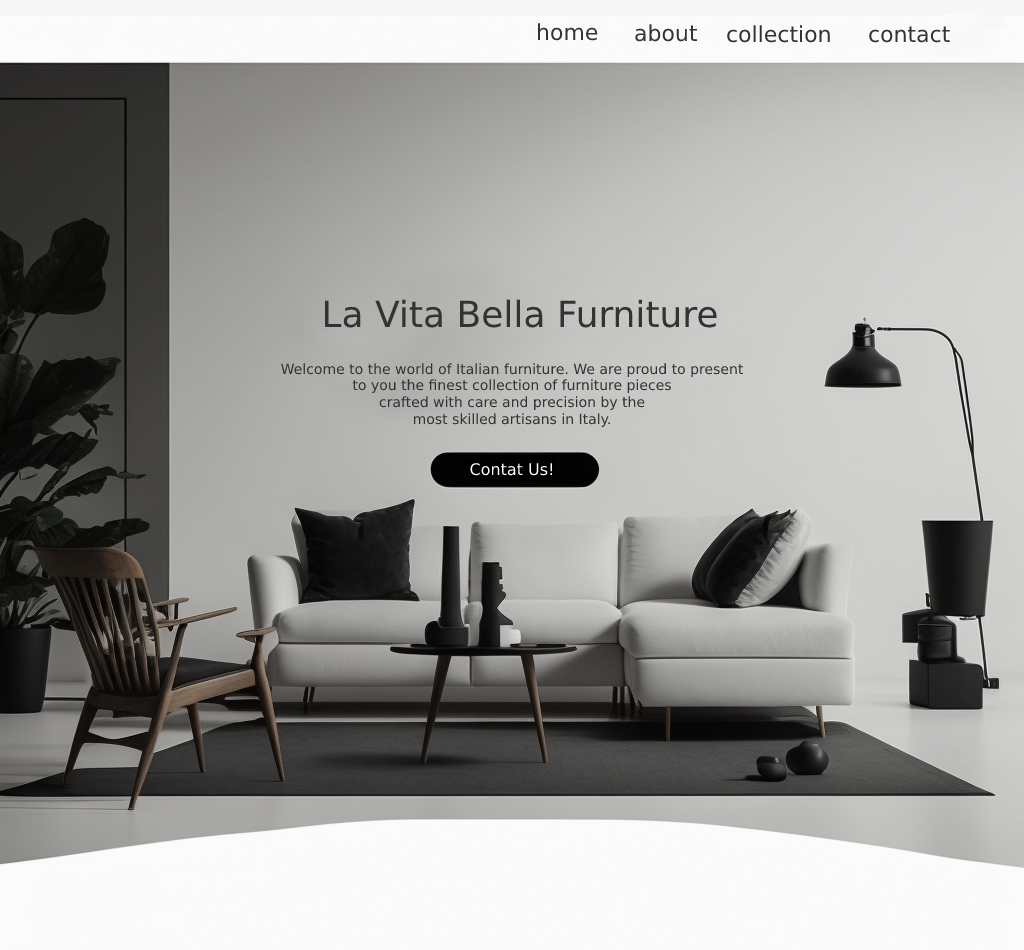 home about collection contact
La Vita Bella Furniture
Welcome to the world of Italian furniture. We are proud to present
to you the finest collection of furniture pieces
crafted with care and precision by the
most skilled artisans in Italy.
Contat Us!